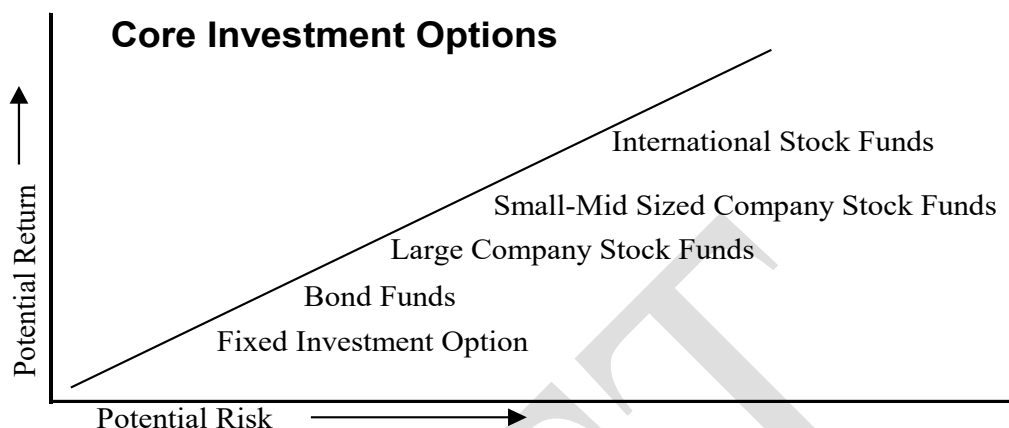 Core Investment Options
International Stock Funds
Small-Mid Sized Company Stock Funds
Large Company Stock Funds
Bond Funds
Fixed Investment Option
Potential Return
Potential Risk